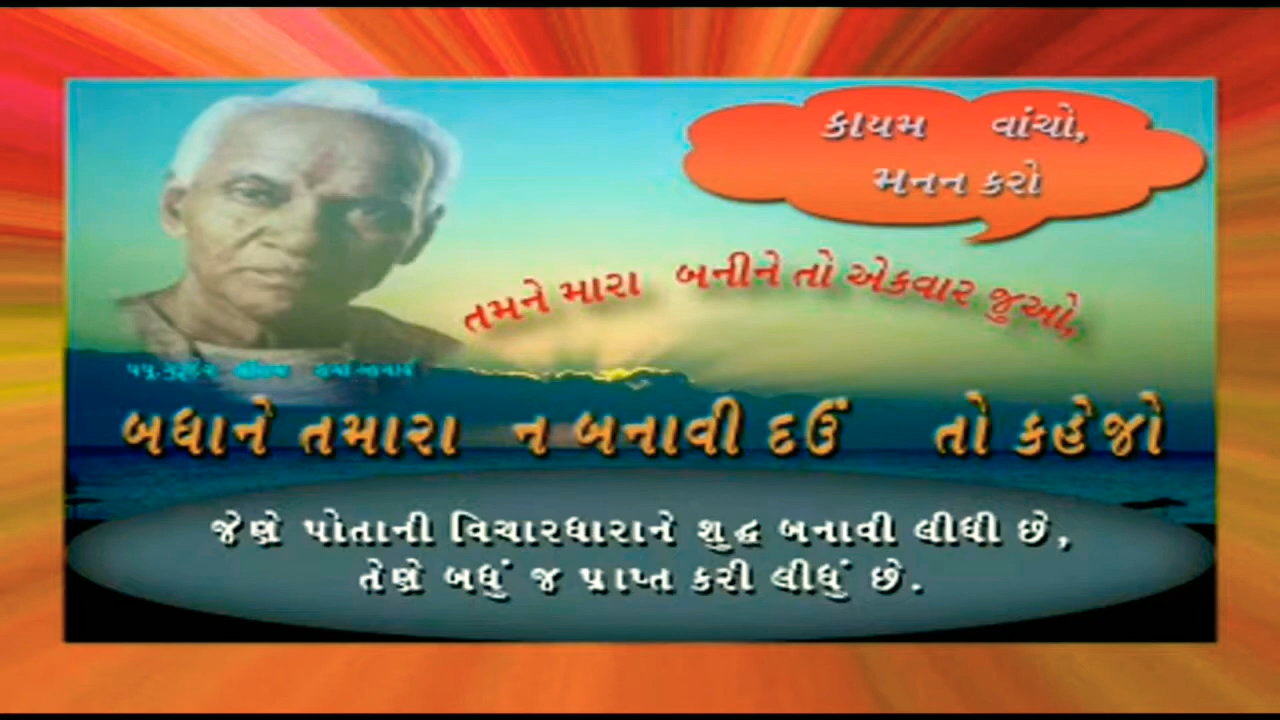 કાયમ વાંચો,
મનન કરો
તમને મારા બનીને તો એકવાર જુઓ,
બધાને તમારા ન બનાવી દઉં તો કહેજો
જેણે પોતાની વિચારધારાને શુદ્ધ બનાવી લીધી છે,
તેણે બધું જ પ્રાપ્ત કરી લીધું છે.